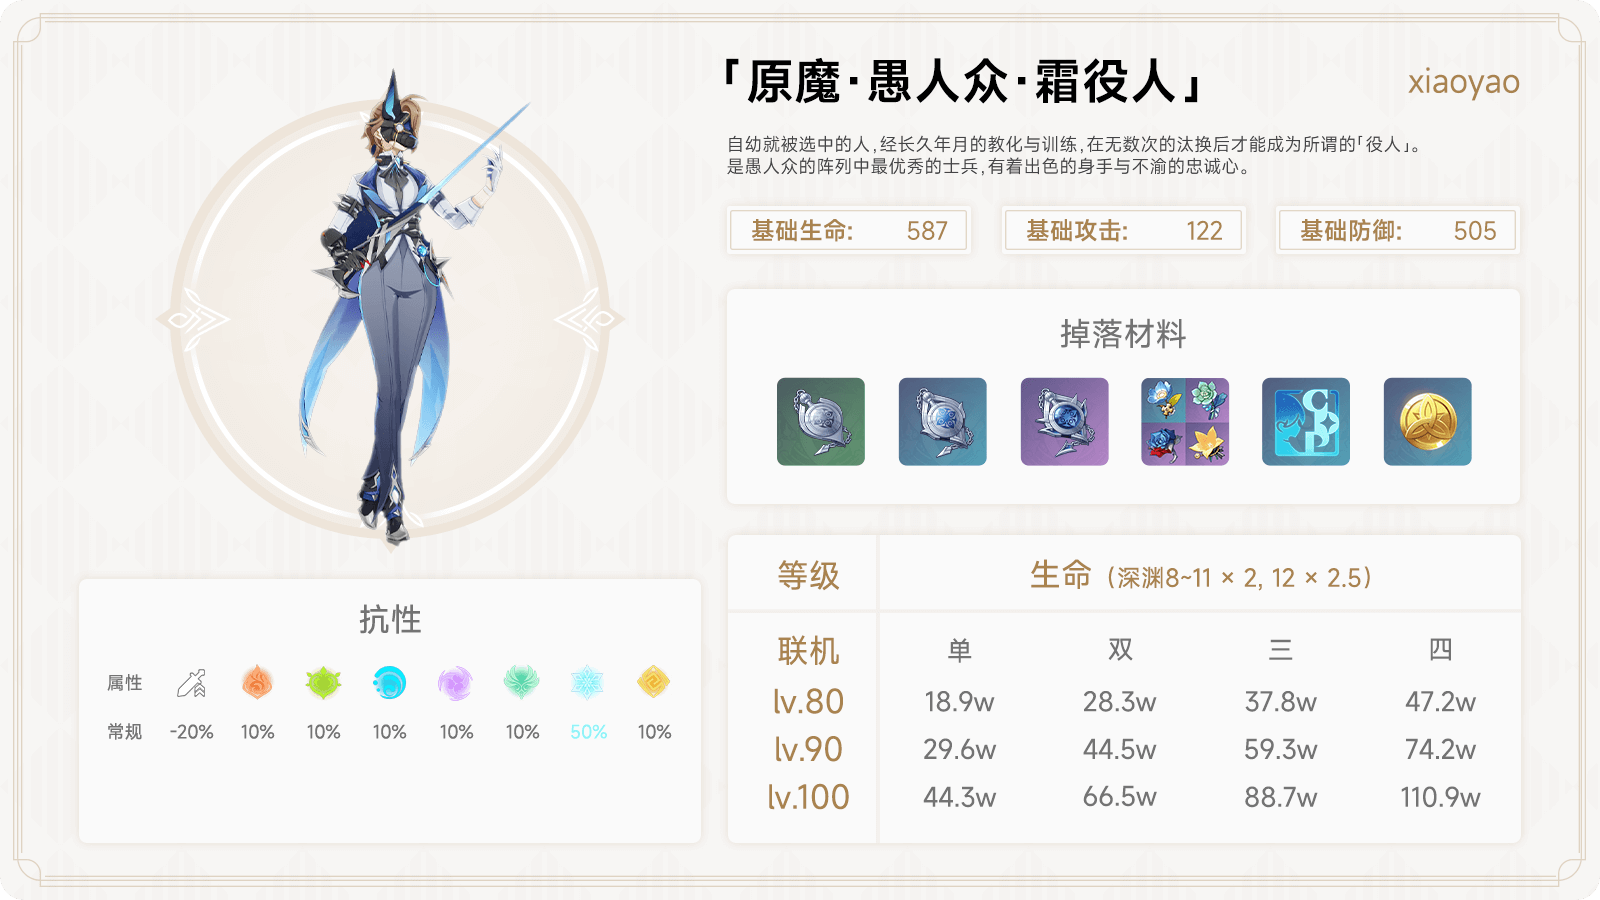 「原魔·愚人众·霜役人」
xiaoyao
自幼就被选中的人,经长久年月的教化与训练,在无数次的汰换后才能成为所谓的「役人」。
是愚人众的阵列中最优秀的士兵,有着出色的身手与不渝的忠诚心。
基础生命: 587 基础攻击: 122 基础防御: 505
掉落材料
抗性
属性
常规 -20% 10% 10% 10% 10% 10% 50% 10%
等级 生命 (深渊8~11 × 2, 12 × 2.5)
联机 单 双 三 四
lv.80 18.9w 28.3w 37.8w 47.2w
lv.90 29.6w 44.5w 59.3w 74.2w
lv.100 44.3w 66.5w 88.7w 110.9w